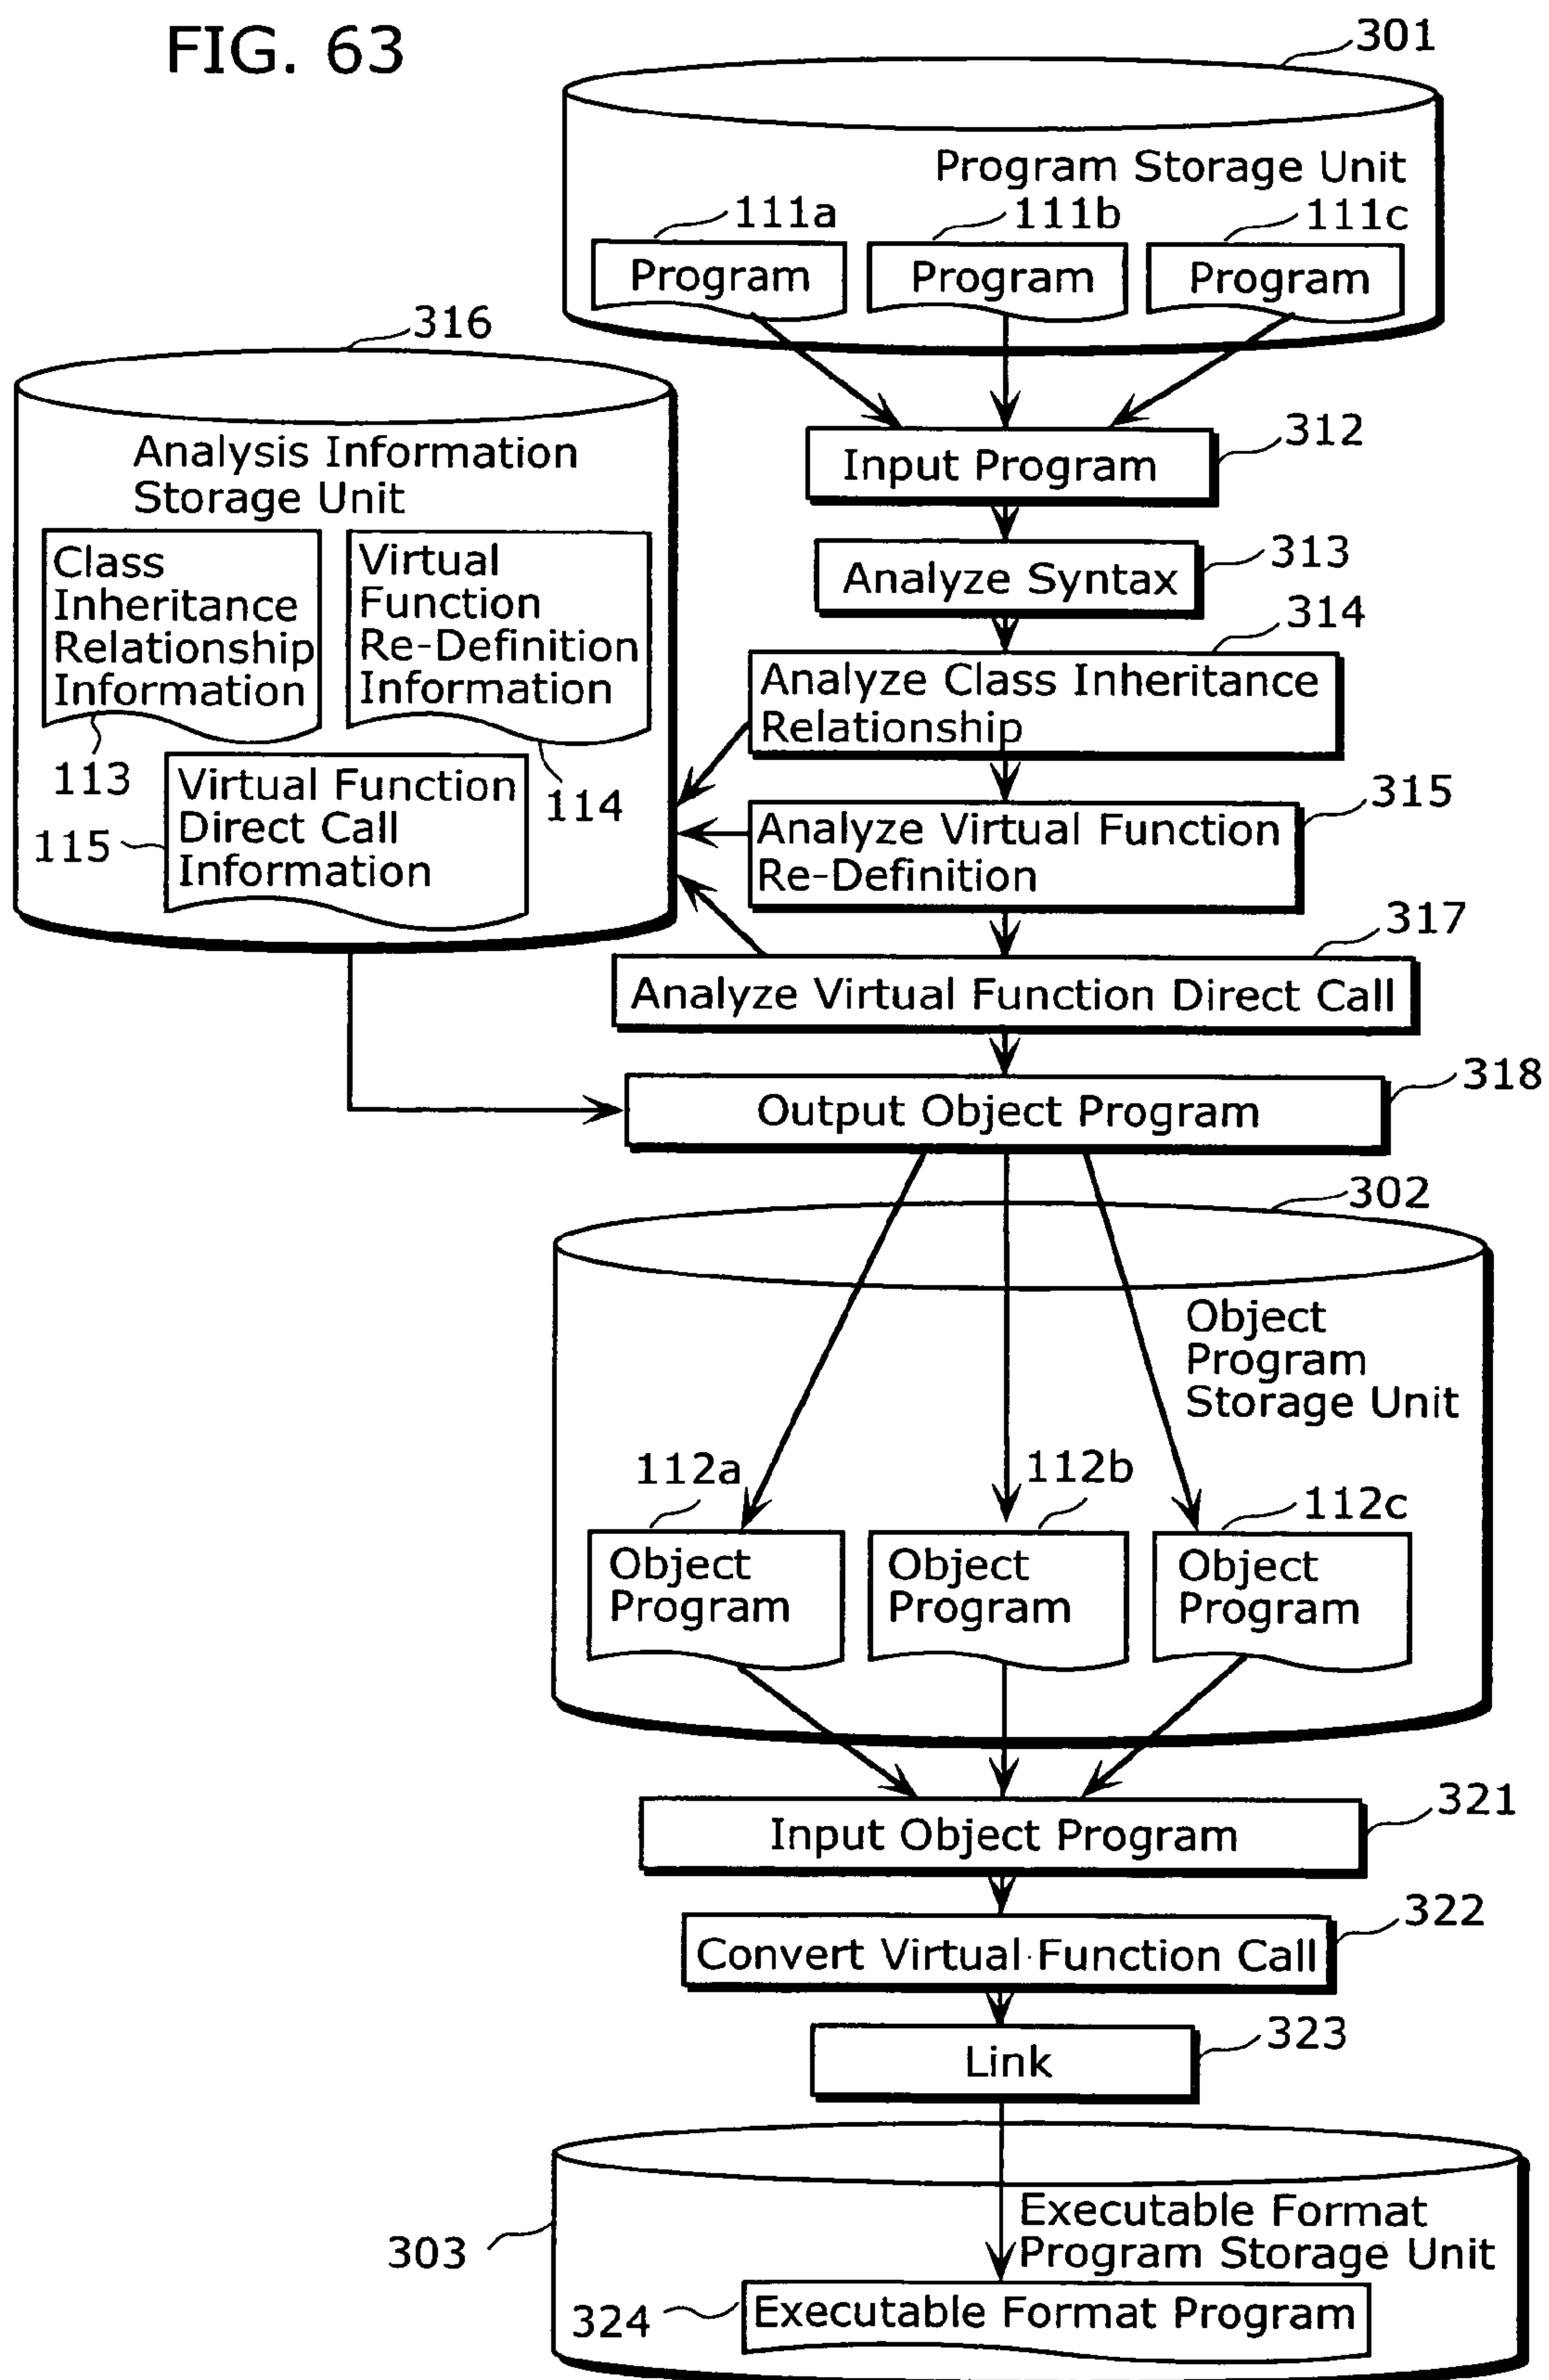 FIG. 63
301
Program Storage Unit
111a
111b
111c
Program
Program
Program
316
Analysis Information
Storage Unit
Class
Inheritance
Relationship
Information
Virtual
Function
Re-Definition
Information
113
114
115
Virtual Function
Direct Call
Information
312
Input Program
313
Analyze Syntax
314
Analyze Class Inheritance
Relationship
315
Analyze Virtual Function
Re-Definition
317
Analyze Virtual Function Direct Call
318
Output Object Program
302
Object
Program
Storage Unit
112a
112b
112c
Object
Program
Object
Program
Object
Program
321
Input Object Program
322
Convert Virtual Function Call
323
Link
303
Executable Format
Program Storage Unit
324
Executable Format Program